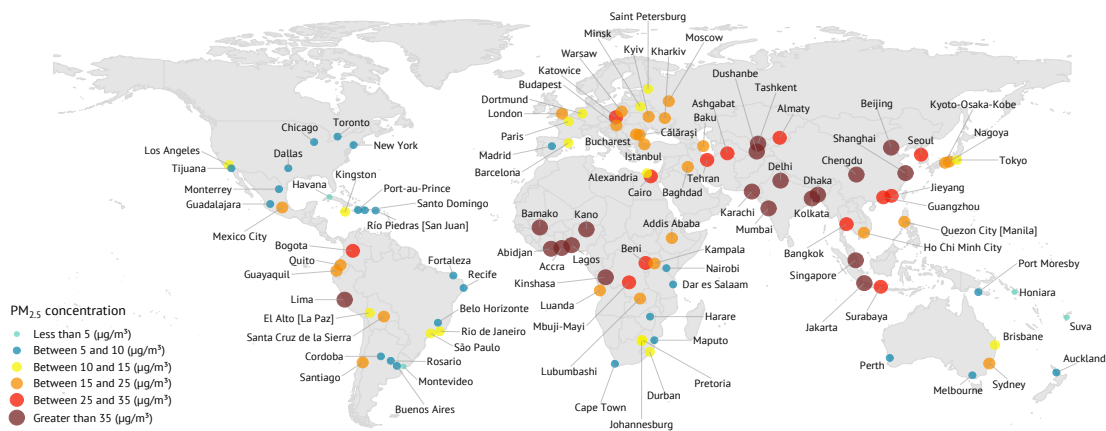 Saint Petersburg
Minsk
Moscow
Kyiv
Kharkiv
Warsaw
Katowice
Budapest
Dushanbe
Tashkent
Dortmund
London
Ashgabat
Almaty
Beijing
Kyoto-Osaka-Kobe
Baku
Toronto
Chicago
Paris
Bucharest
Călărași
Shanghai
Seoul
Nagoya
New York
Los Angeles
Dallas
Madrid
Istanbul
Delhi
Chengdu
Tokyo
Tijuana
Kingston
Barcelona
Alexandria
Tehran
Dhaka
Monterrey
Havana
Port-au-Prince
Cairo
Baghdad
Jieyang
Guadalajara
Santo Domingo
Bamako
Kano
Karachi
Kolkata
Guangzhou
Río Piedras [San Juan]
Addis Ababa
Mumbai
Mexico City
Quezon City [Manila]
Bogota
Abidjan
Beni
Kampala
Bangkok
Ho Chi Minh City
Quito
Fortaleza
Accra
Lagos
Nairobi
Singapore
Port Moresby
Guayaquil
Recife
Kinshasa
Dar es Salaam
Honiara
Lima
Luanda
Belo Horizonte
El Alto [La Paz]
Harare
Jakarta
Surabaya
Suva
Mbuji-Mayi
Rio de Janeiro
Santa Cruz de la Sierra
São Paulo
Maputo
Brisbane
Cordoba
Rosario
Lubumbashi
Perth
Auckland
Santiago
Montevideo
Pretoria
Sydney
Melbourne
Durban
Buenos Aires
Cape Town
Johannesburg
PM2.5 concentration
Less than 5 (μg/m³)
Between 5 and 10 (μg/m³)
Between 10 and 15 (μg/m³)
Between 15 and 25 (μg/m³)
Between 25 and 35 (μg/m³)
Greater than 35 (μg/m³)